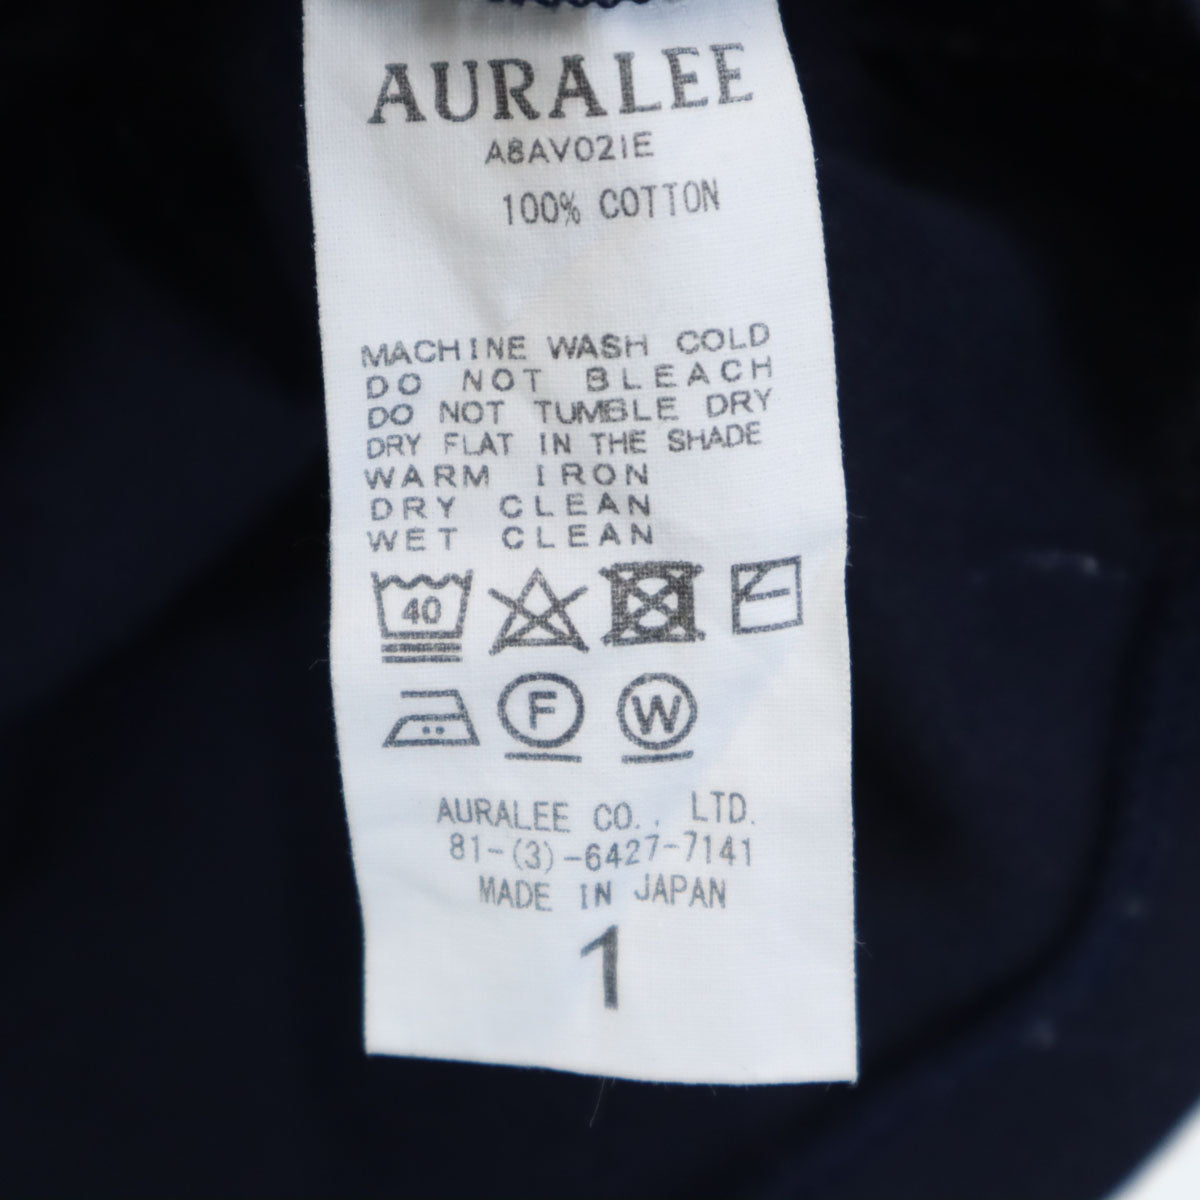 AURALEE
A8AV02IE
100% COTTON
MACHINE WASH COLD
DO NOT BLEACH
DO NOT TUMBLE DRY
DRY FLAT IN THE SHADE
WARM IRON
DRY CLEAN
WET CLEAN
40
F W
AURALEE CO., LTD.
81-(3)-6427-7141
MADE IN JAPAN
1